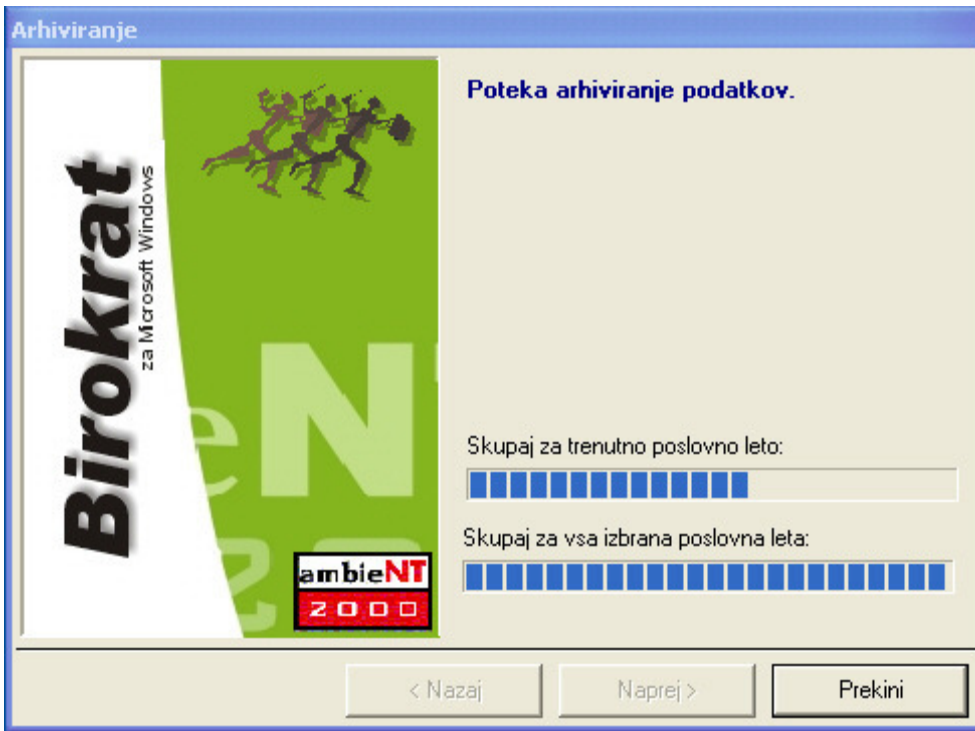 Arhiviranje
Birokrat
za Microsoft Windows
eNT
ambieNT
2000
Poteka arhiviranje podatkov.
Skupaj za trenutno poslovno leto:
Skupaj za vsa izbrana poslovna leta:
< Nazaj
Naprej >
Prekini